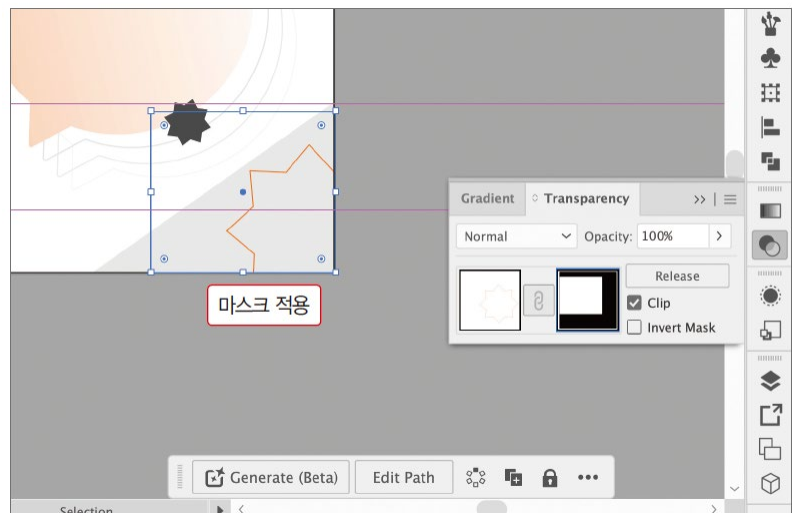 Gradient
Transparency
Normal
Opacity: 100%
Release
Clip
Invert Mask
마스크 적용
Generate (Beta)
Edit Path
Selection